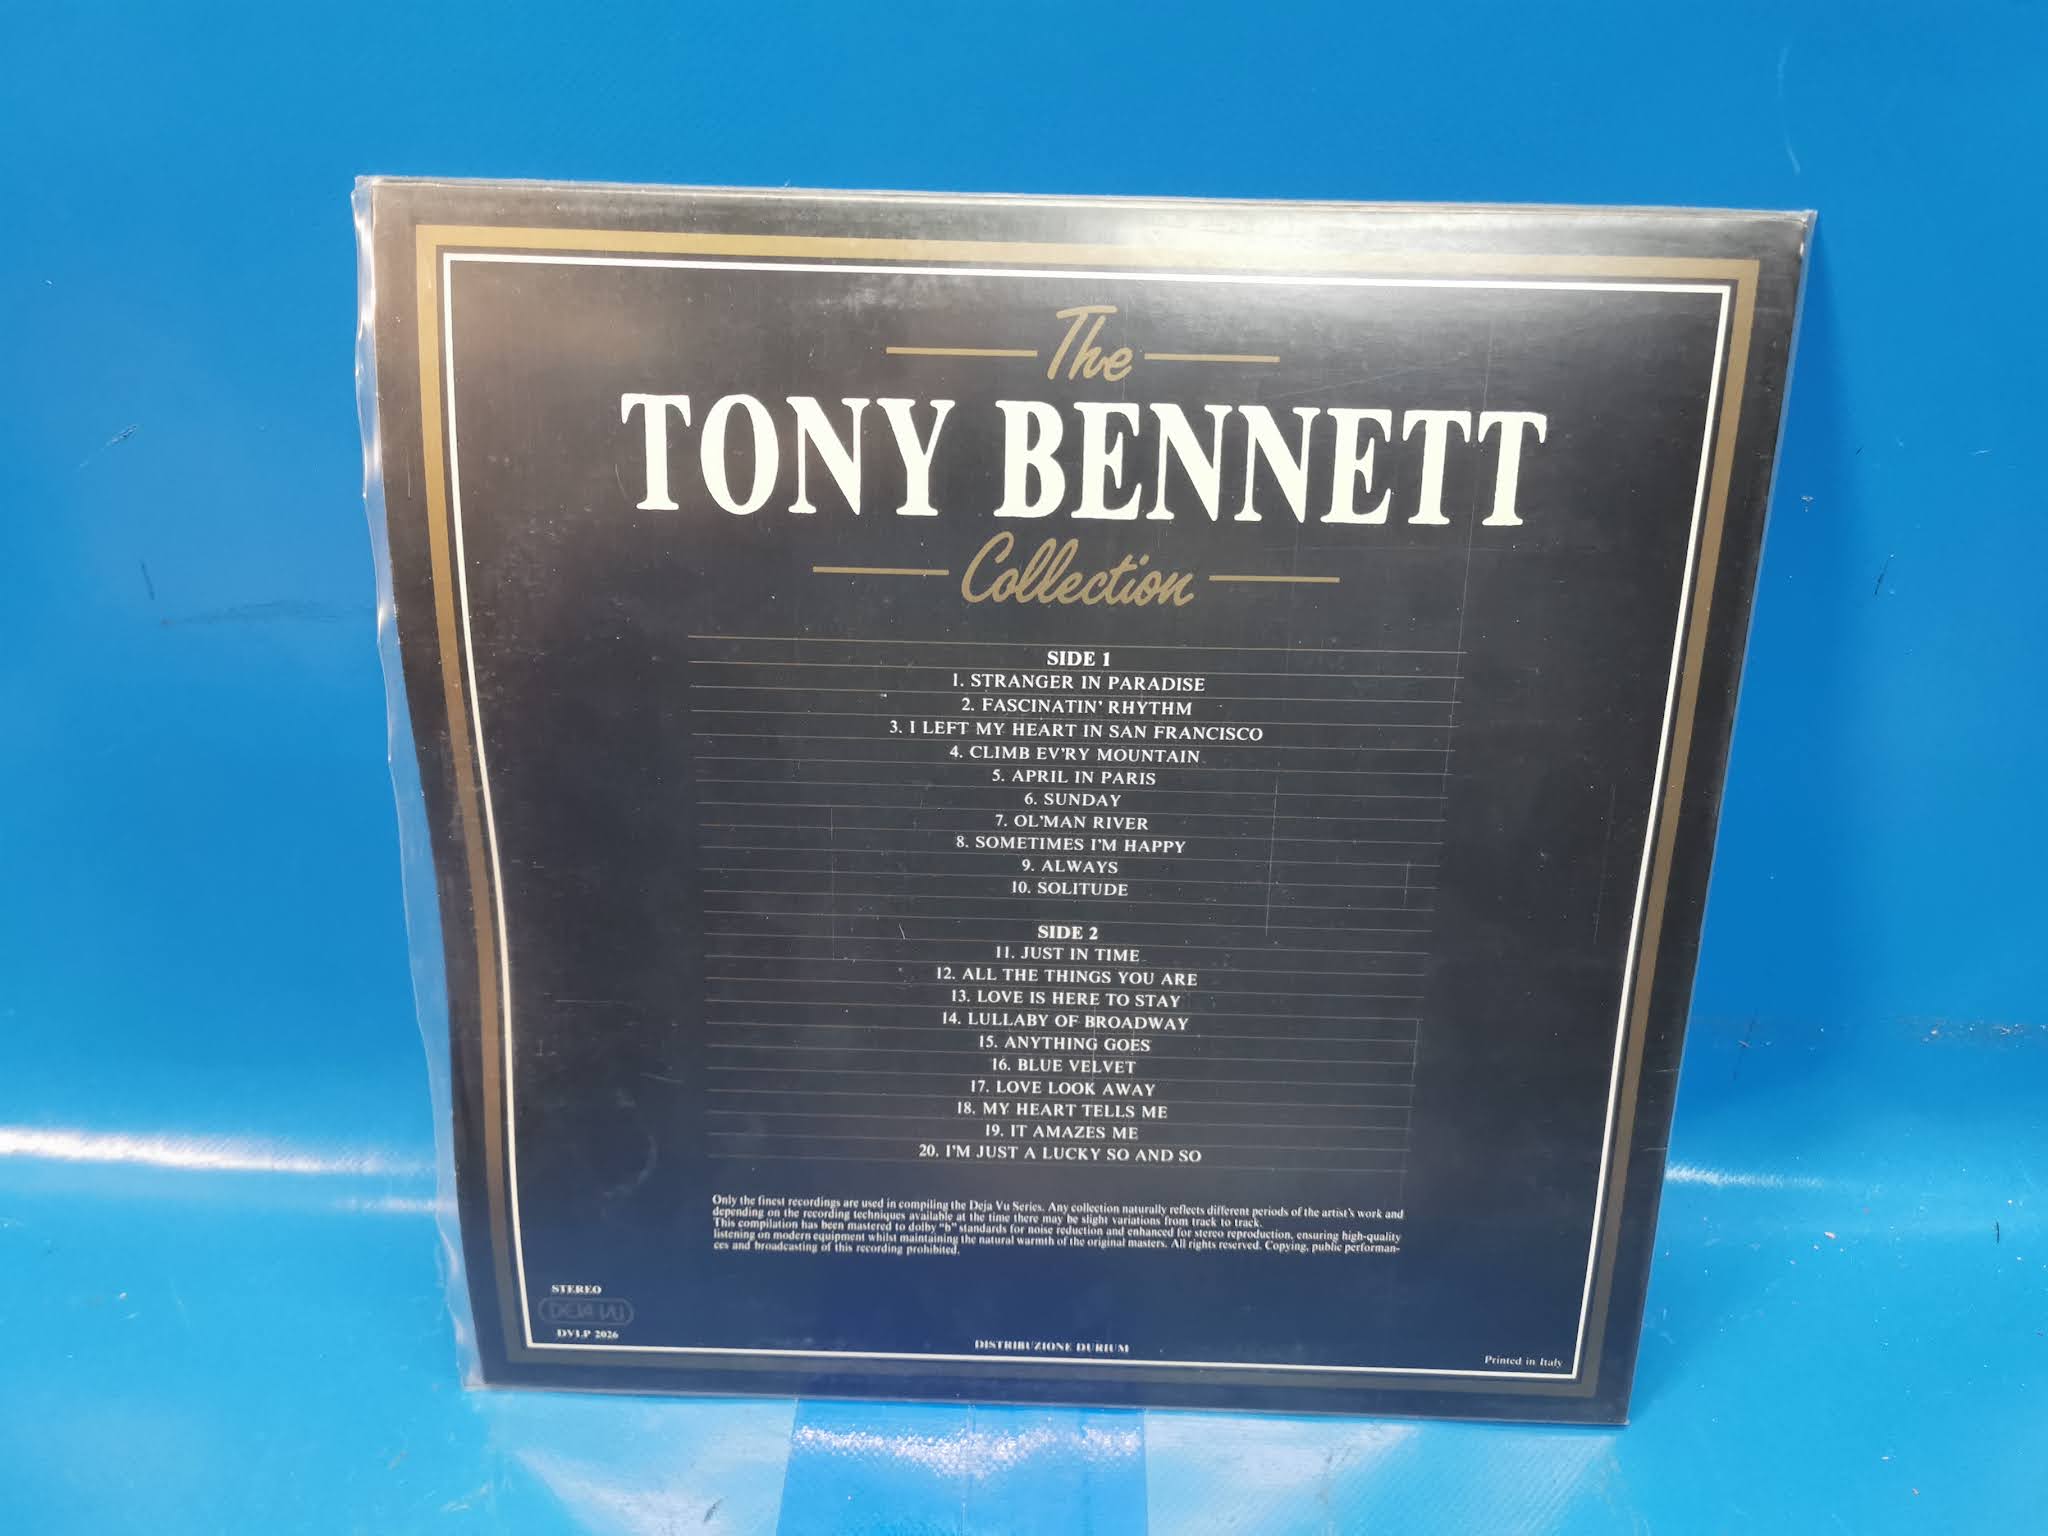 The
TONY BENNETT
Collection
SIDE 1
1. STRANGER IN PARADISE
2. FASCINATIN' RHYTHM
3. I LEFT MY HEART IN SAN FRANCISCO
4. CLIMB EV'RY MOUNTAIN
5. APRIL IN PARIS
6. SUNDAY
7. OL'MAN RIVER
8. SOMETIMES I'M HAPPY
9. ALWAYS
10. SOLITUDE
SIDE 2
11. JUST IN TIME
12. ALL THE THINGS YOU ARE
13. LOVE IS HERE TO STAY
14. LULLABY OF BROADWAY
15. ANYTHING GOES
16. BLUE VELVET
17. LOVE LOOK AWAY
18. MY HEART TELLS ME
19. IT AMAZES ME
20. I'M JUST A LUCKY SO AND SO
Only the finest recordings are used in compiling the Deja Vu Series. Any collection naturally reflects different periods of the artist's work and
depending on the recording techniques available at the time there may be slight variations from track to track.
This compilation has been mastered to dolby "b" standards for noise reduction and enhanced for stereo reproduction, ensuring high-quality
listening on modern equipment whilst maintaining the natural warmth of the original masters. All rights reserved. Copying, public performan-
ces and broadcasting of this recording prohibited.
STEREO
DEJA VU
DVLP 2026
DISTRIBUZIONE DURIUM
Printed in Italy